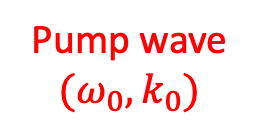 Pump wave
(ω₀, k₀)